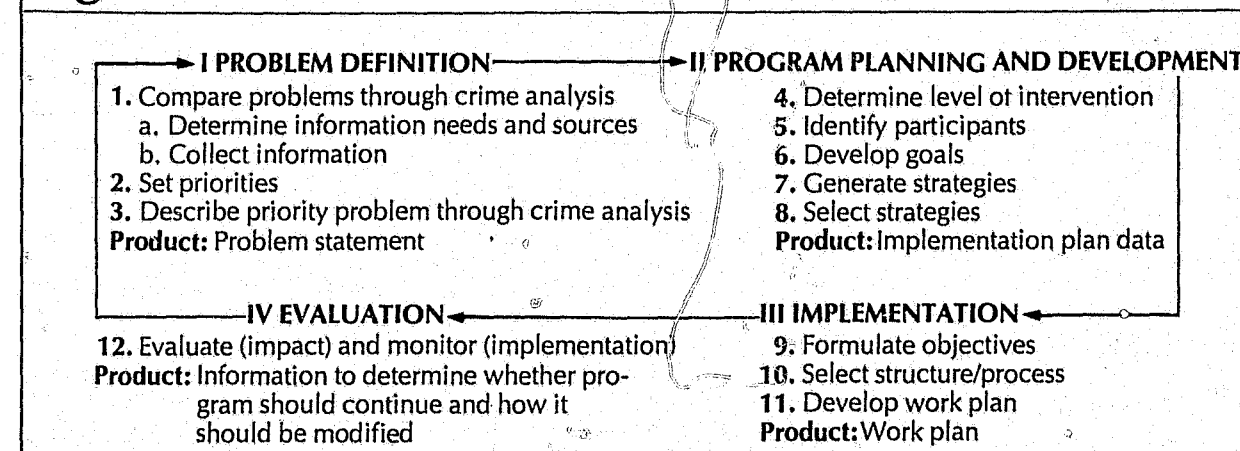 I PROBLEM DEFINITION
1. Compare problems through crime analysis
a. Determine information needs and sources
b. Collect information
2. Set priorities
3. Describe priority problem through crime analysis
Product: Problem statement
II PROGRAM PLANNING AND DEVELOPMENT
4. Determine level of intervention
5. Identify participants
6. Develop goals
7. Generate strategies
8. Select strategies
Product: Implementation plan data
III IMPLEMENTATION
9. Formulate objectives
10. Select structure/process
11. Develop work plan
Product: Work plan
IV EVALUATION
12. Evaluate (impact) and monitor (implementation)
Product: Information to determine whether pro-
gram should continue and how it
should be modified